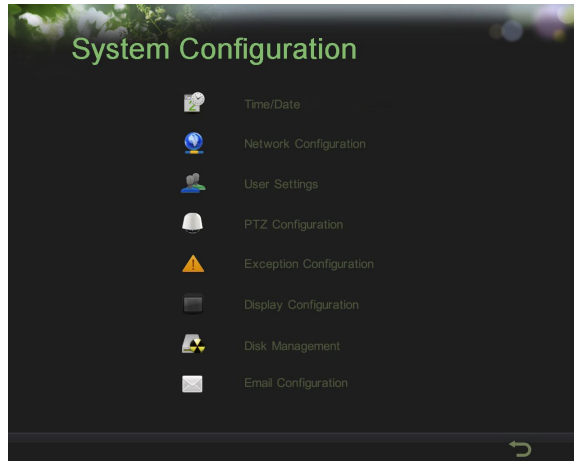 System Configuration
Time/Date
Network Configuration
User Settings
PTZ Configuration
Exception Configuration
Display Configuration
Disk Management
Email Configuration